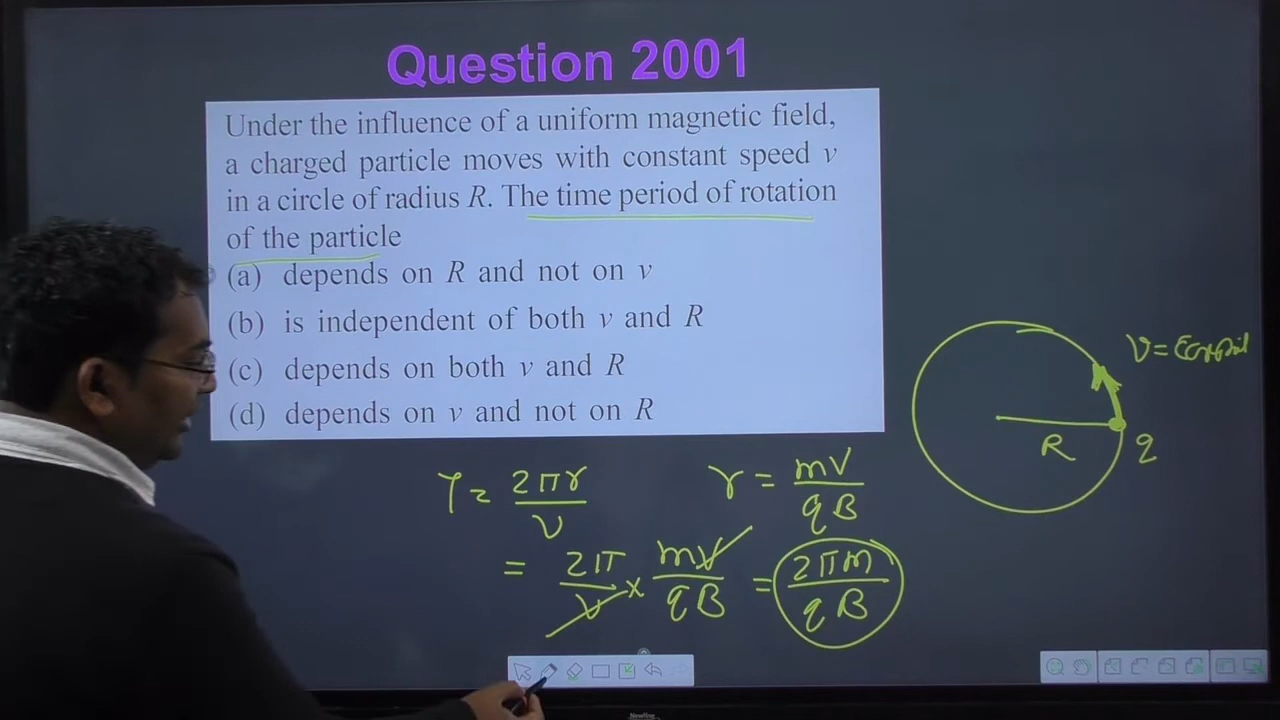 Question 2001
Under the influence of a uniform magnetic field,
a charged particle moves with constant speed v
in a circle of radius R. The time period of rotation
of the particle
(a) depends on R and not on v
(b) is independent of both v and R
(c) depends on both v and R
(d) depends on v and not on R
V =
R
q
T = 2πr / V
r = mV / qB
= 2π / V × mV / qB = 2πm / qB